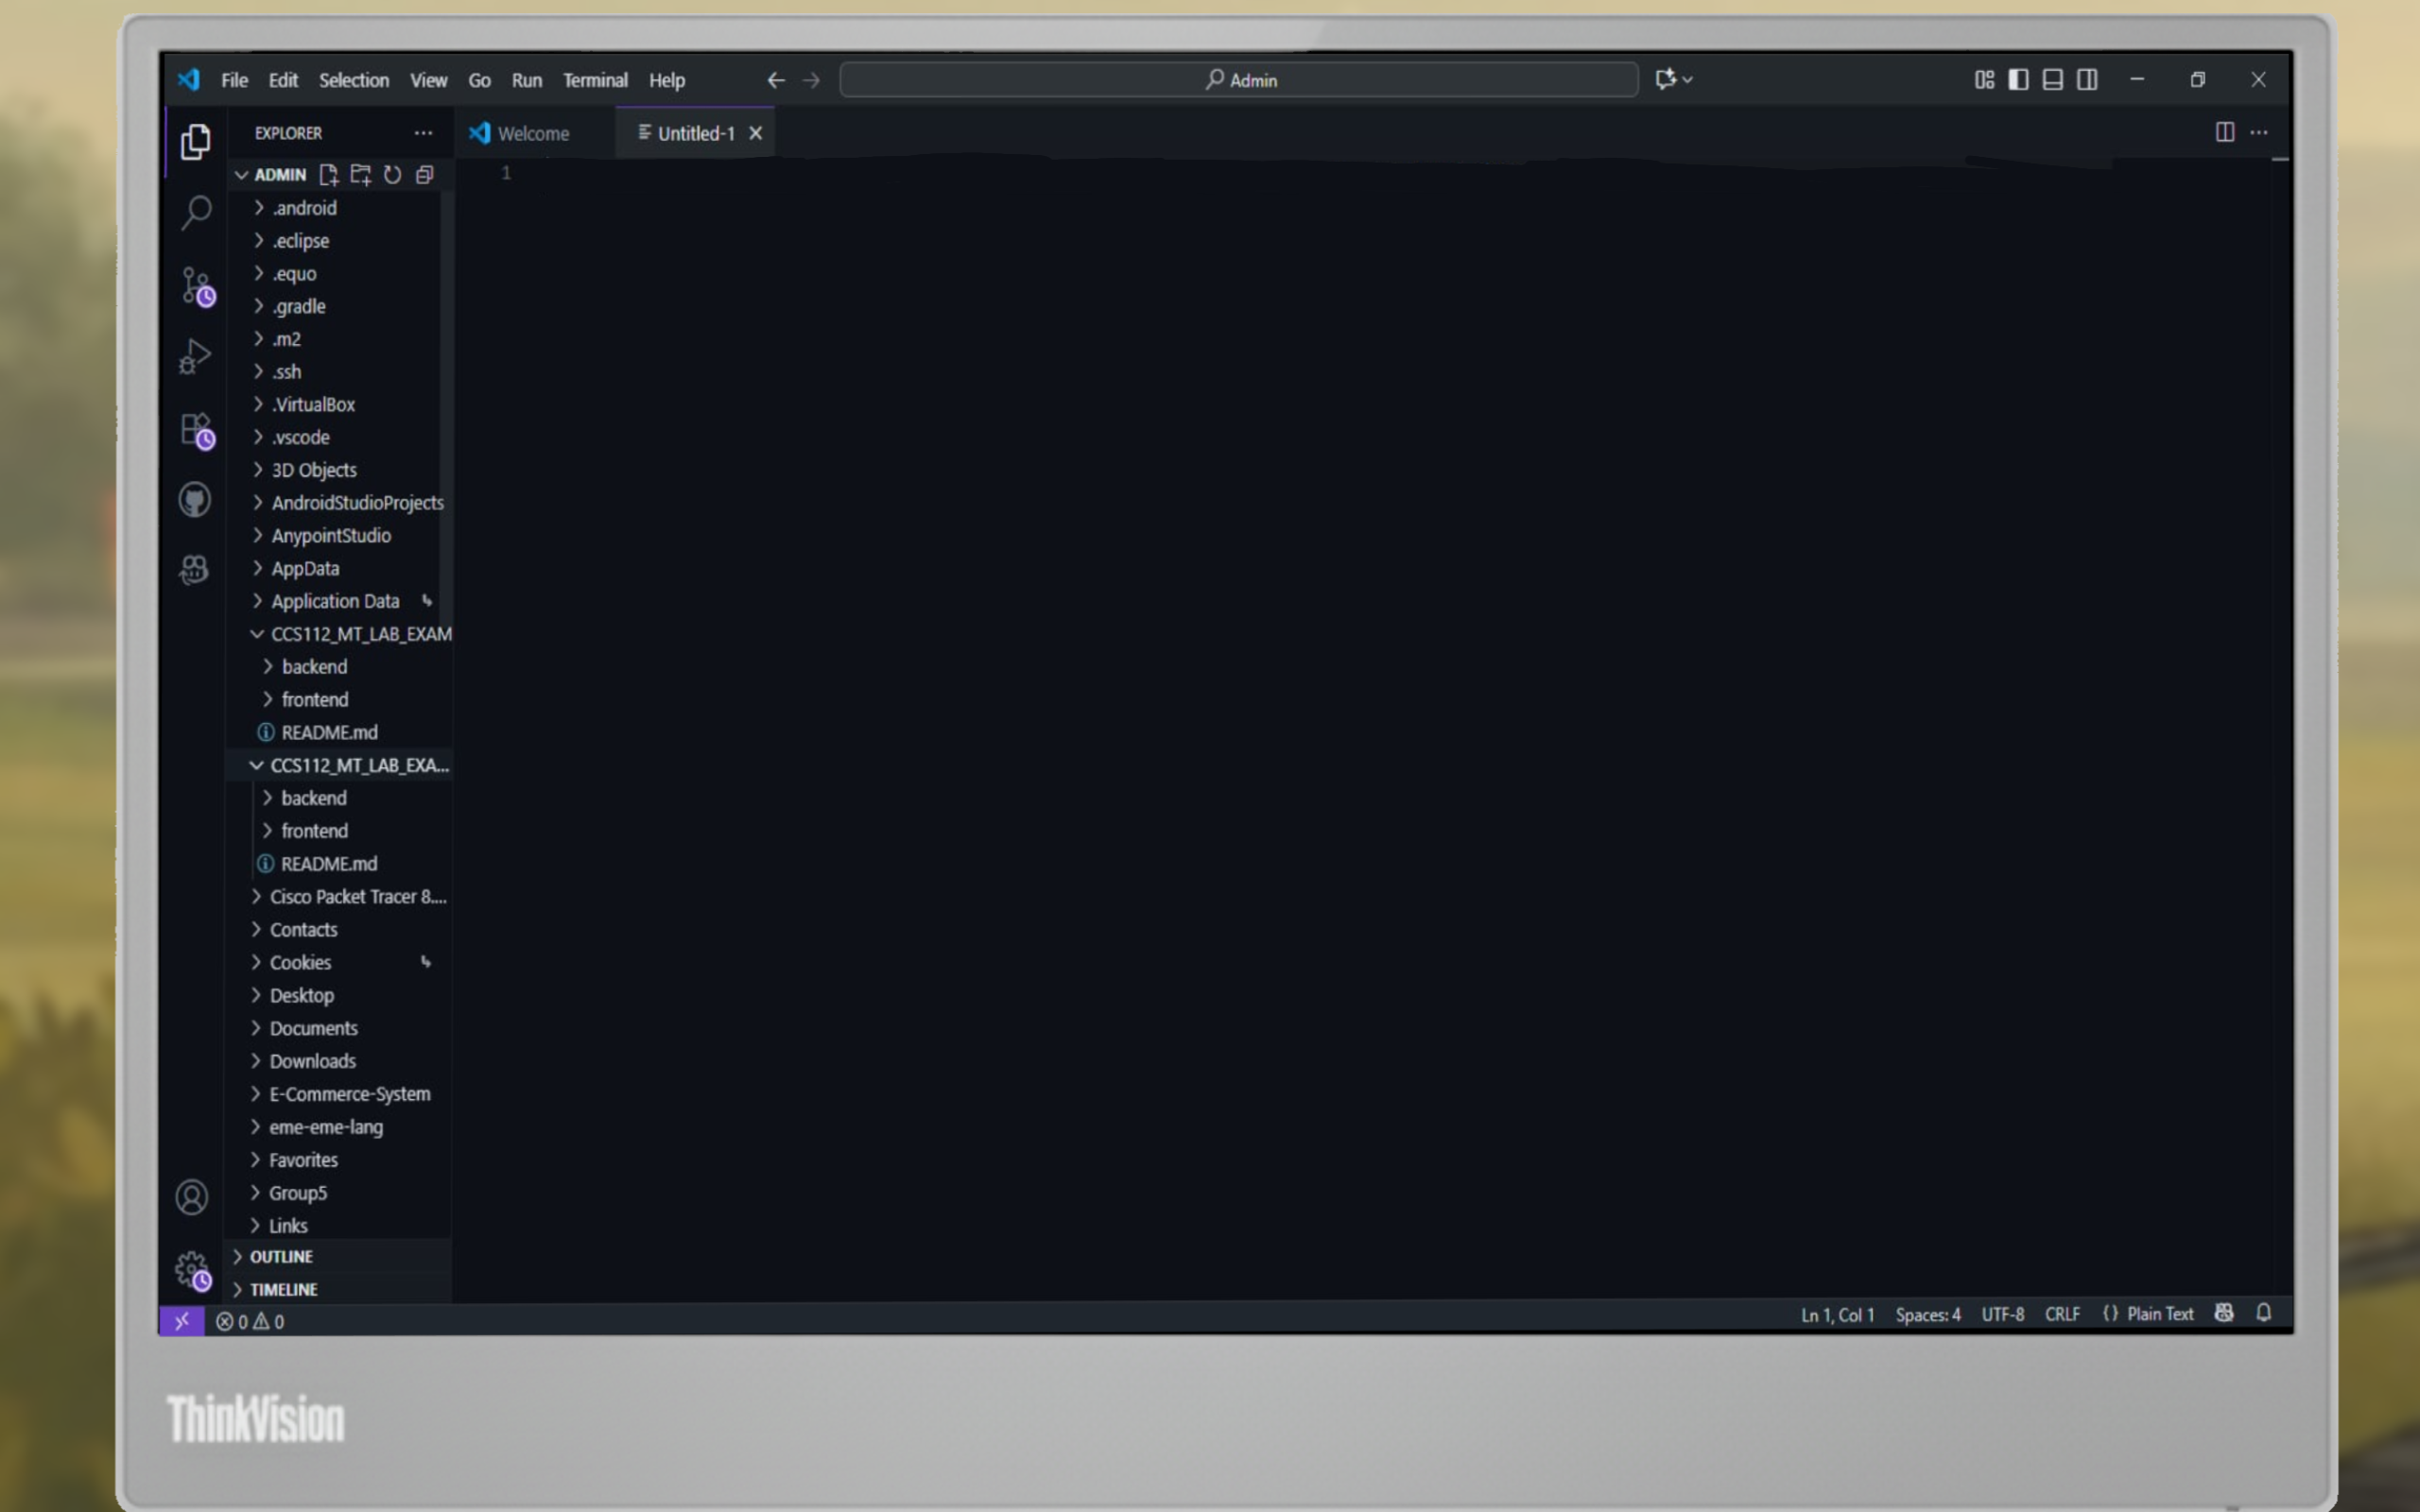 File Edit Selection View Go Run Terminal Help
Admin
EXPLORER
Welcome
Untitled-1
ADMIN
1
.android
.eclipse
.equo
.gradle
.m2
.ssh
.VirtualBox
.vscode
3D Objects
AndroidStudioProjects
AnypointStudio
AppData
Application Data
CCS112_MT_LAB_EXAM
backend
frontend
README.md
CCS112_MT_LAB_EXA...
backend
frontend
README.md
Cisco Packet Tracer 8....
Contacts
Cookies
Desktop
Documents
Downloads
E-Commerce-System
eme-eme-lang
Favorites
Group5
Links
OUTLINE
TIMELINE
0 0
Ln 1, Col 1 Spaces: 4 UTF-8 CRLF {} Plain Text
ThinkVision